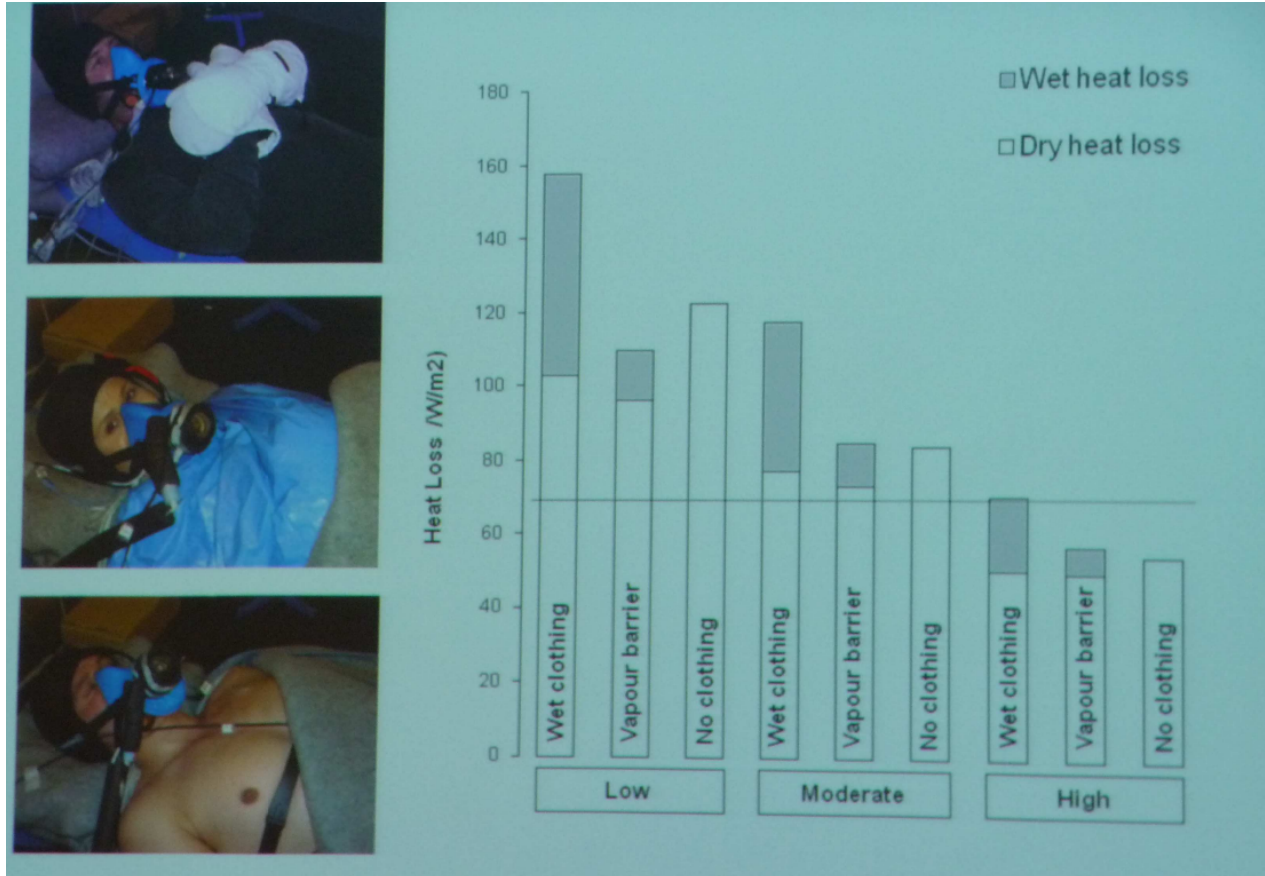 Wet heat loss
Dry heat loss
Heat Loss /W/m2)
180
160
140
120
100
80
60
40
20
0
Wet clothing
Vapour barrier
No clothing
Wet clothing
Vapour barrier
No clothing
Wet clothing
Vapour barrier
No clothing
Low
Moderate
High